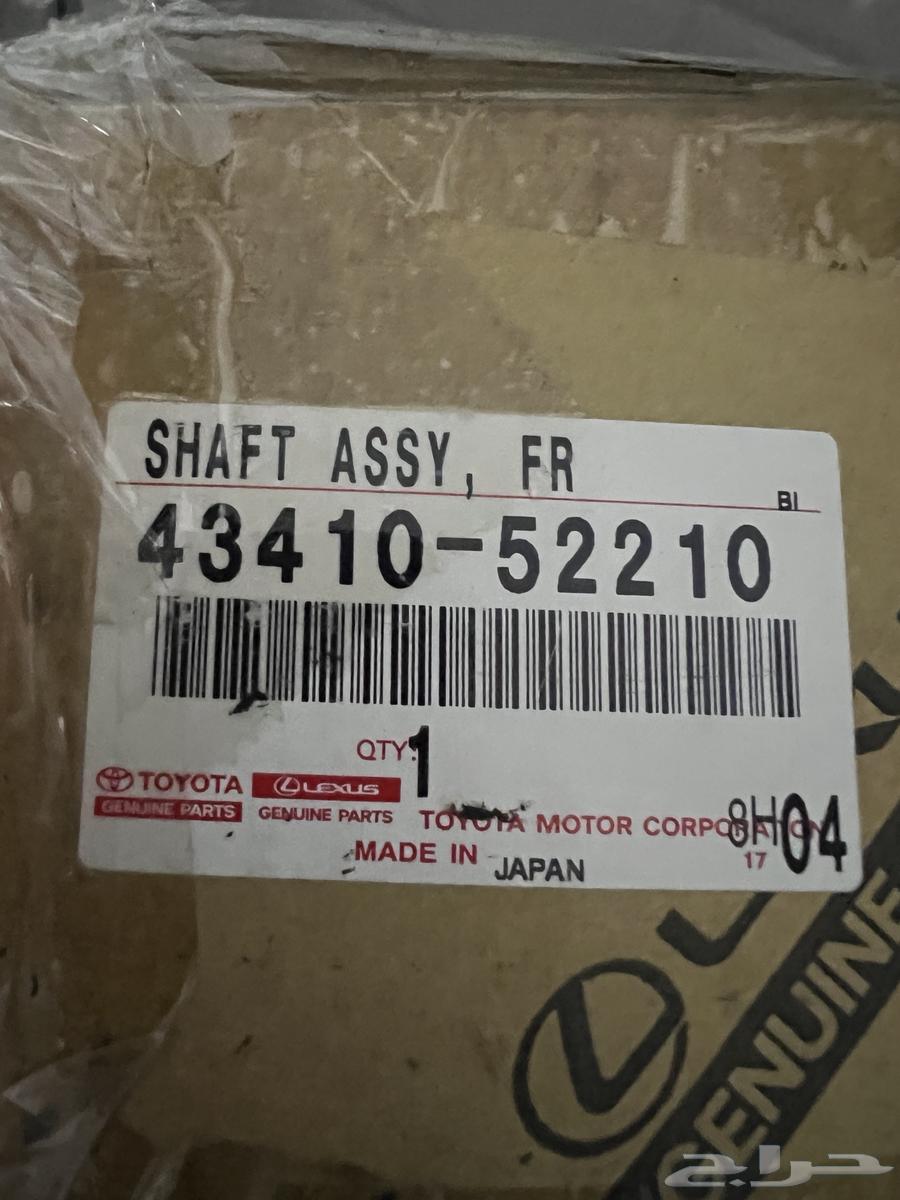 SHAFT ASSY, FR
BI
43410-52210
QTY.1
TOYOTA LEXUS
GENUINE PARTS GENUINE PARTS
TOYOTA MOTOR CORPORATION
8H04
MADE IN JAPAN
17
GENUINE
حراج